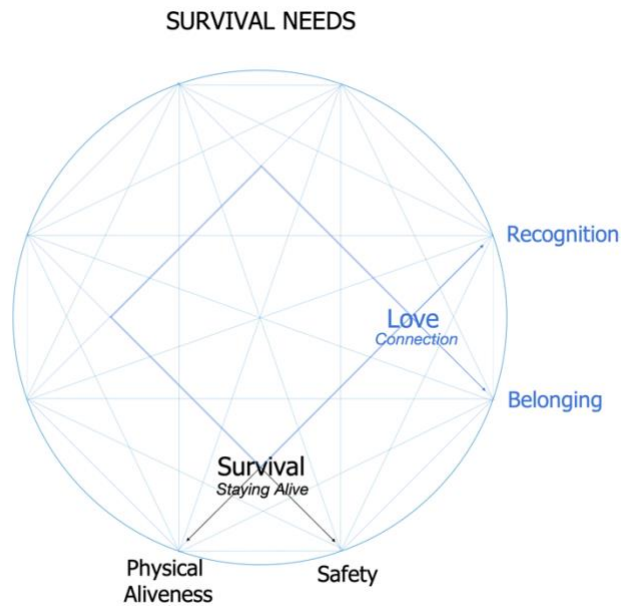 SURVIVAL NEEDS
Recognition
Love
Connection
Belonging
Survival
Staying Alive
Physical
Aliveness
Safety